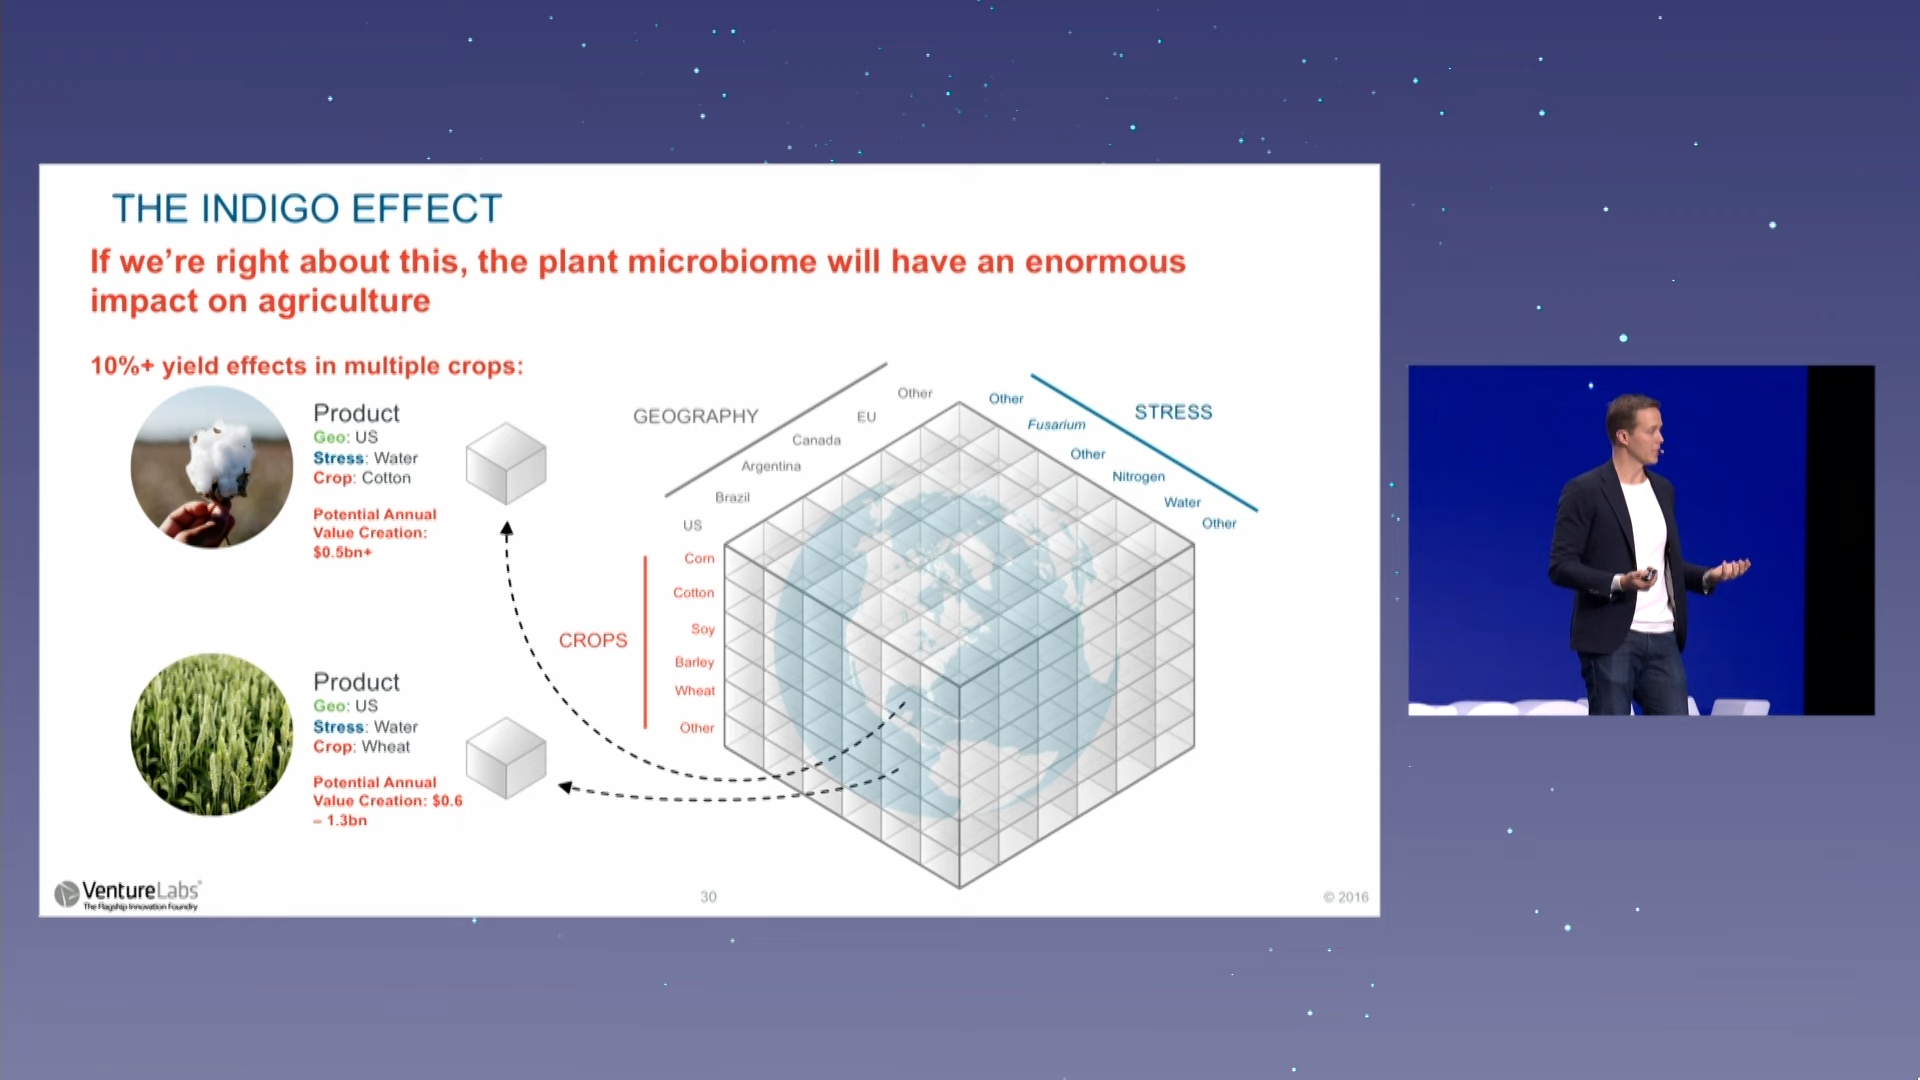 THE INDIGO EFFECT
If we’re right about this, the plant microbiome will have an enormous
impact on agriculture
10%+ yield effects in multiple crops:
Product
Geo: US
Stress: Water
Crop: Cotton
Potential Annual
Value Creation:
$0.5bn+
Product
Geo: US
Stress: Water
Crop: Wheat
Potential Annual
Value Creation: $0.6
– 1.3bn
GEOGRAPHY
Other
EU
Canada
Argentina
Brazil
US
STRESS
Other
Fusarium
Other
Nitrogen
Water
Other
CROPS
Corn
Cotton
Soy
Barley
Wheat
Other
VentureLabs®
The Flagship Innovation Foundry
30
© 2016